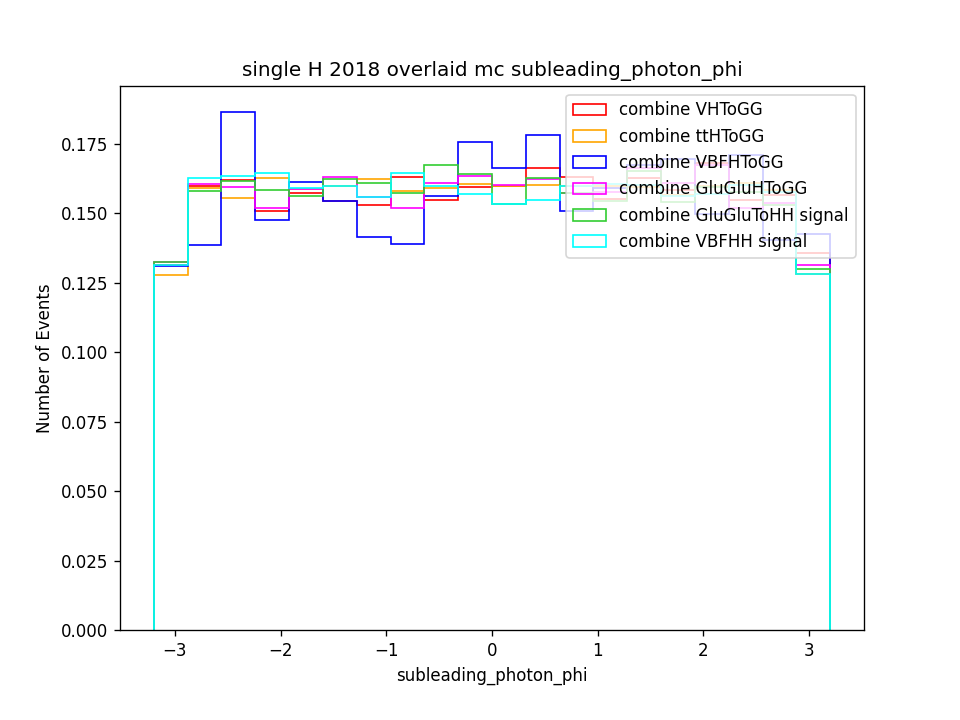 single H 2018 overlaid mc subleading_photon_phi
combine VHToGG
combine ttHToGG
combine VBFHToGG
combine GluGluHToGG
combine GluGluToHH signal
combine VBFHH signal
Number of Events
0.175
0.150
0.125
0.100
0.075
0.050
0.025
0.000
−3 −2 −1 0 1 2 3
subleading_photon_phi